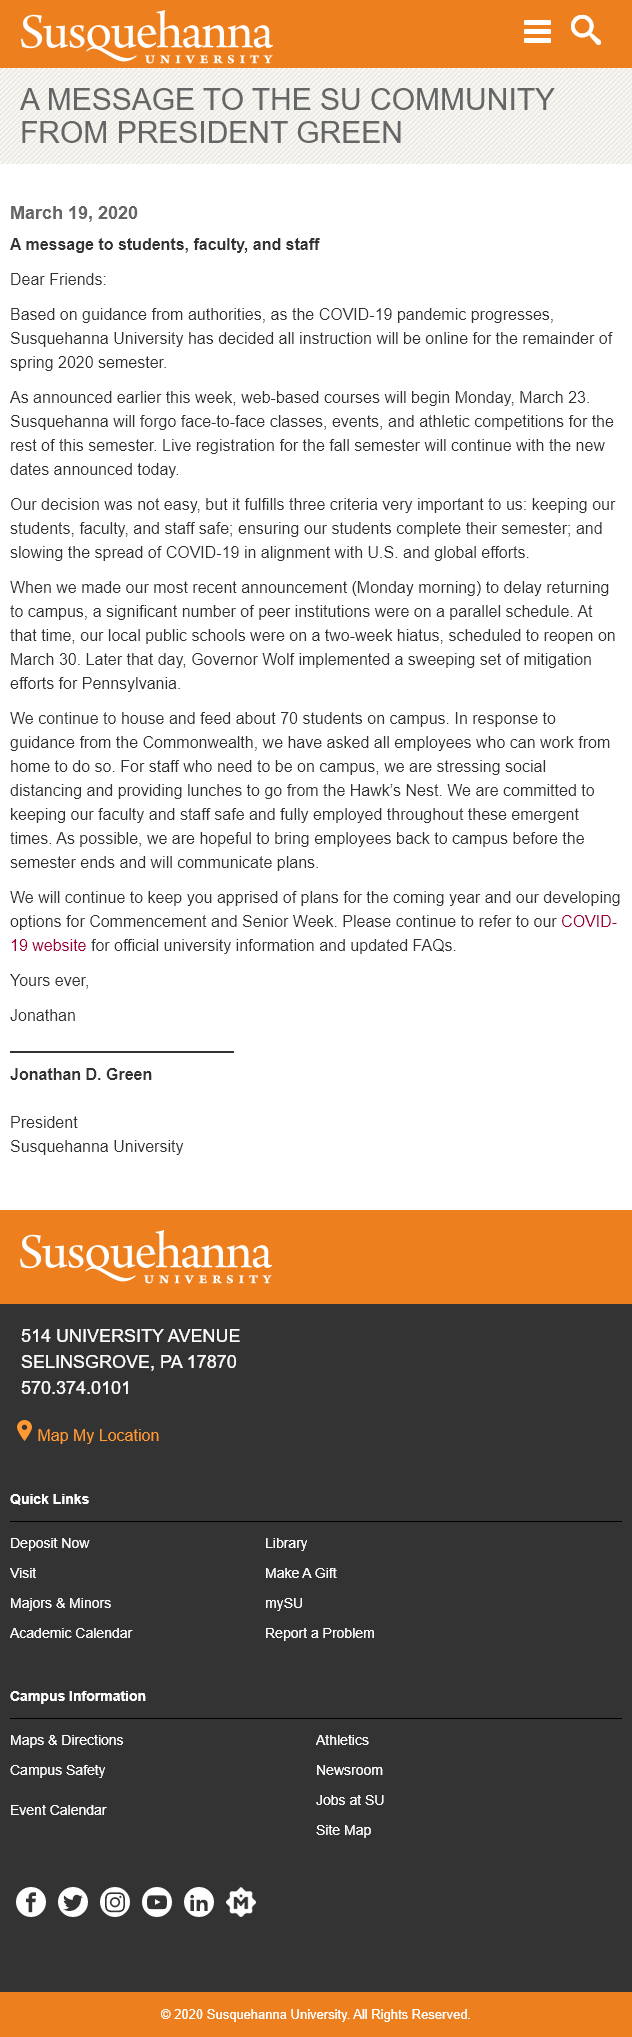 Susquehanna
UNIVERSITY
A MESSAGE TO THE SU COMMUNITY
FROM PRESIDENT GREEN
March 19, 2020
A message to students, faculty, and staff
Dear Friends:
Based on guidance from authorities, as the COVID-19 pandemic progresses,
Susquehanna University has decided all instruction will be online for the remainder of
spring 2020 semester.
As announced earlier this week, web-based courses will begin Monday, March 23.
Susquehanna will forgo face-to-face classes, events, and athletic competitions for the
rest of this semester. Live registration for the fall semester will continue with the new
dates announced today.
Our decision was not easy, but it fulfills three criteria very important to us: keeping our
students, faculty, and staff safe; ensuring our students complete their semester; and
slowing the spread of COVID-19 in alignment with U.S. and global efforts.
When we made our most recent announcement (Monday morning) to delay returning
to campus, a significant number of peer institutions were on a parallel schedule. At
that time, our local public schools were on a two-week hiatus, scheduled to reopen on
March 30. Later that day, Governor Wolf implemented a sweeping set of mitigation
efforts for Pennsylvania.
We continue to house and feed about 70 students on campus. In response to
guidance from the Commonwealth, we have asked all employees who can work from
home to do so. For staff who need to be on campus, we are stressing social
distancing and providing lunches to go from the Hawk’s Nest. We are committed to
keeping our faculty and staff safe and fully employed throughout these emergent
times. As possible, we are hopeful to bring employees back to campus before the
semester ends and will communicate plans.
We will continue to keep you apprised of plans for the coming year and our developing
options for Commencement and Senior Week. Please continue to refer to our COVID-
19 website for official university information and updated FAQs.
Yours ever,
Jonathan
Jonathan D. Green
President
Susquehanna University
Susquehanna
UNIVERSITY
514 UNIVERSITY AVENUE
SELINSGROVE, PA 17870
570.374.0101
Map My Location
Quick Links
Deposit Now
Visit
Majors & Minors
Academic Calendar
Library
Make A Gift
mySU
Report a Problem
Campus Information
Maps & Directions
Campus Safety
Event Calendar
Athletics
Newsroom
Jobs at SU
Site Map
© 2020 Susquehanna University. All Rights Reserved.